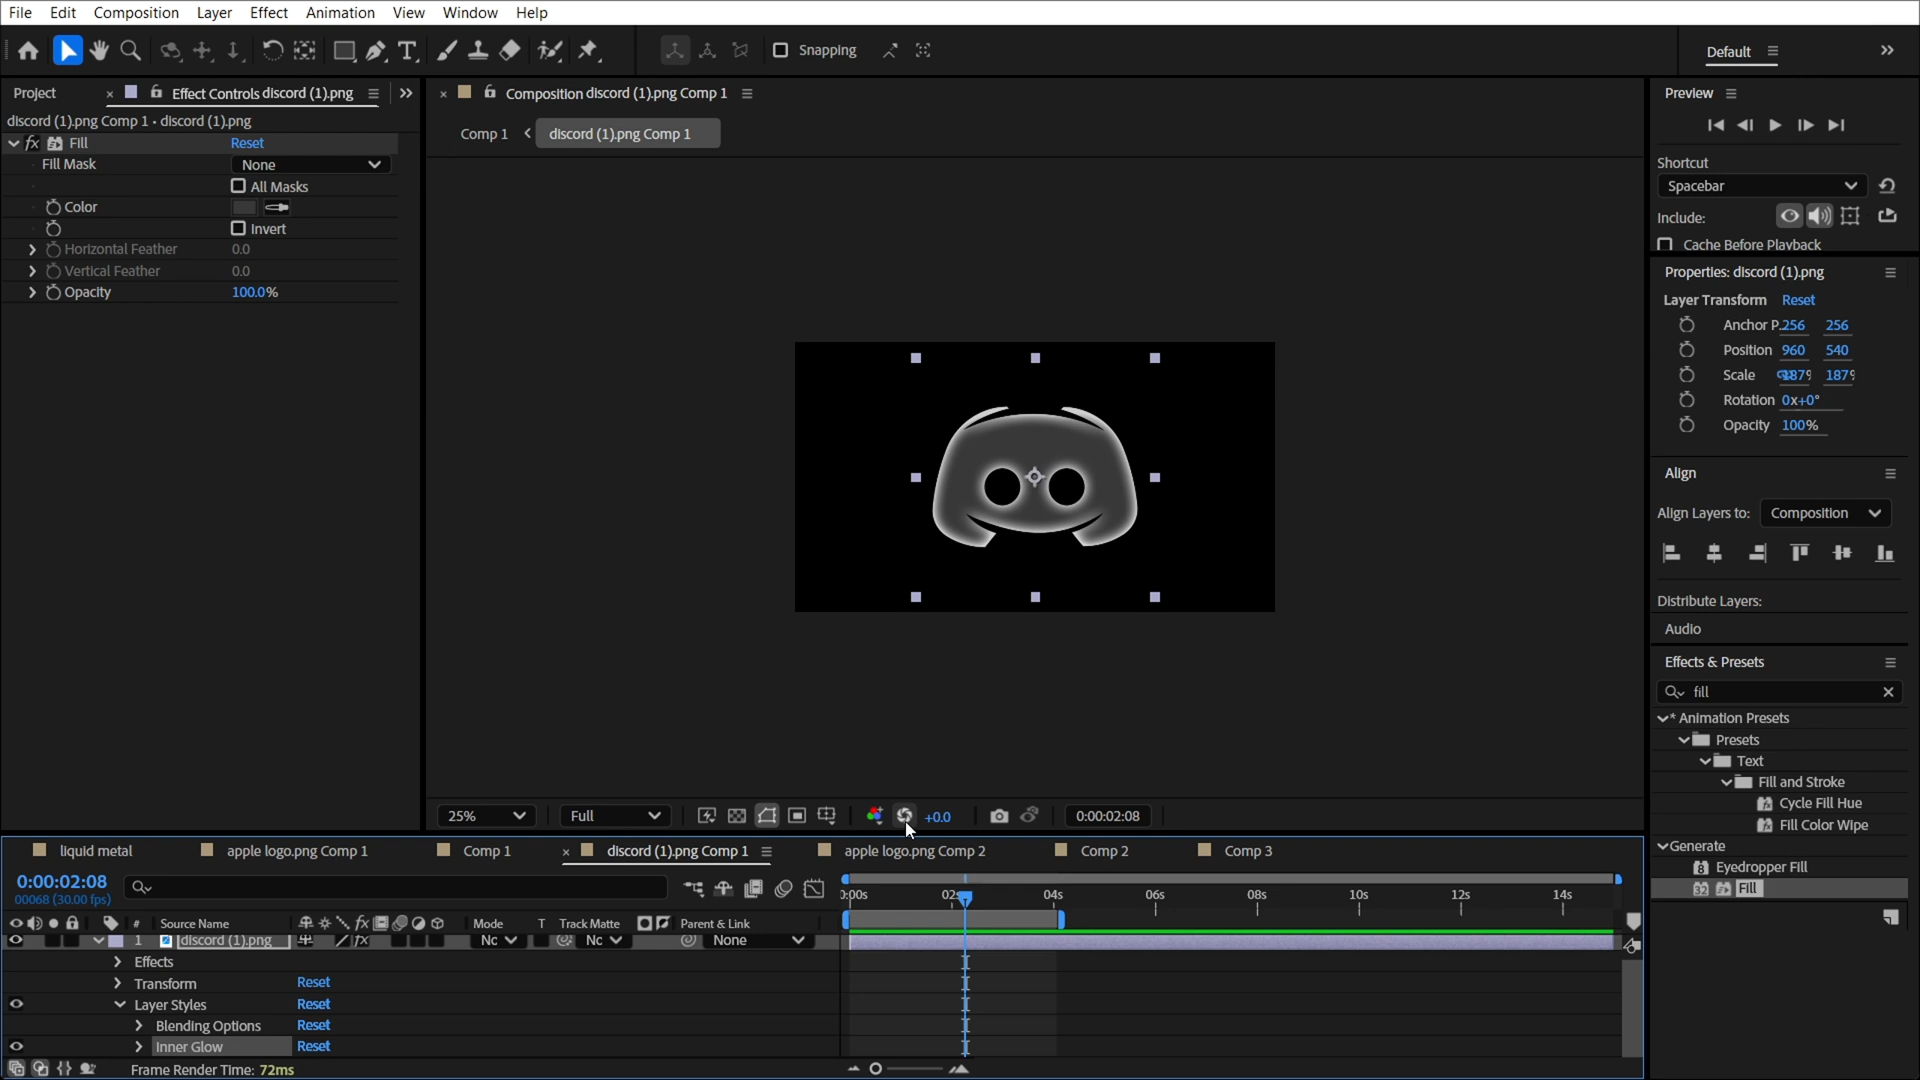 File Edit Composition Layer Effect Animation View Window Help
Snapping
Default
Project
Effect Controls discord (1).png
discord (1).png Comp 1 • discord (1).png
fx Fill Reset
Fill Mask None
All Masks
Color
Invert
Horizontal Feather 0.0
Vertical Feather 0.0
Opacity 100.0%
Composition discord (1).png Comp 1
Comp 1 discord (1).png Comp 1
25% Full +0.0 0:00:02:08
Preview
Shortcut
Spacebar
Include:
Cache Before Playback
Properties: discord (1).png
Layer Transform Reset
Anchor P. 256 256
Position 960 540
Scale 187% 187%
Rotation 0x+0°
Opacity 100%
Align
Align Layers to: Composition
Distribute Layers:
Audio
Effects & Presets
fill
* Animation Presets
Presets
Text
Fill and Stroke
Cycle Fill Hue
Fill Color Wipe
Generate
Eyedropper Fill
32 Fill
liquid metal apple logo.png Comp 1 Comp 1 discord (1).png Comp 1 apple logo.png Comp 2 Comp 2 Comp 3
0:00:02:08
00068 (30.00 fps)
04s 06s 08s 10s 12s 14s
# Source Name fx Mode T Track Matte Parent & Link
1 [discord (1).png fx None
Effects
Transform Reset
Layer Styles Reset
Blending Options Reset
Inner Glow Reset
Frame Render Time: 72ms